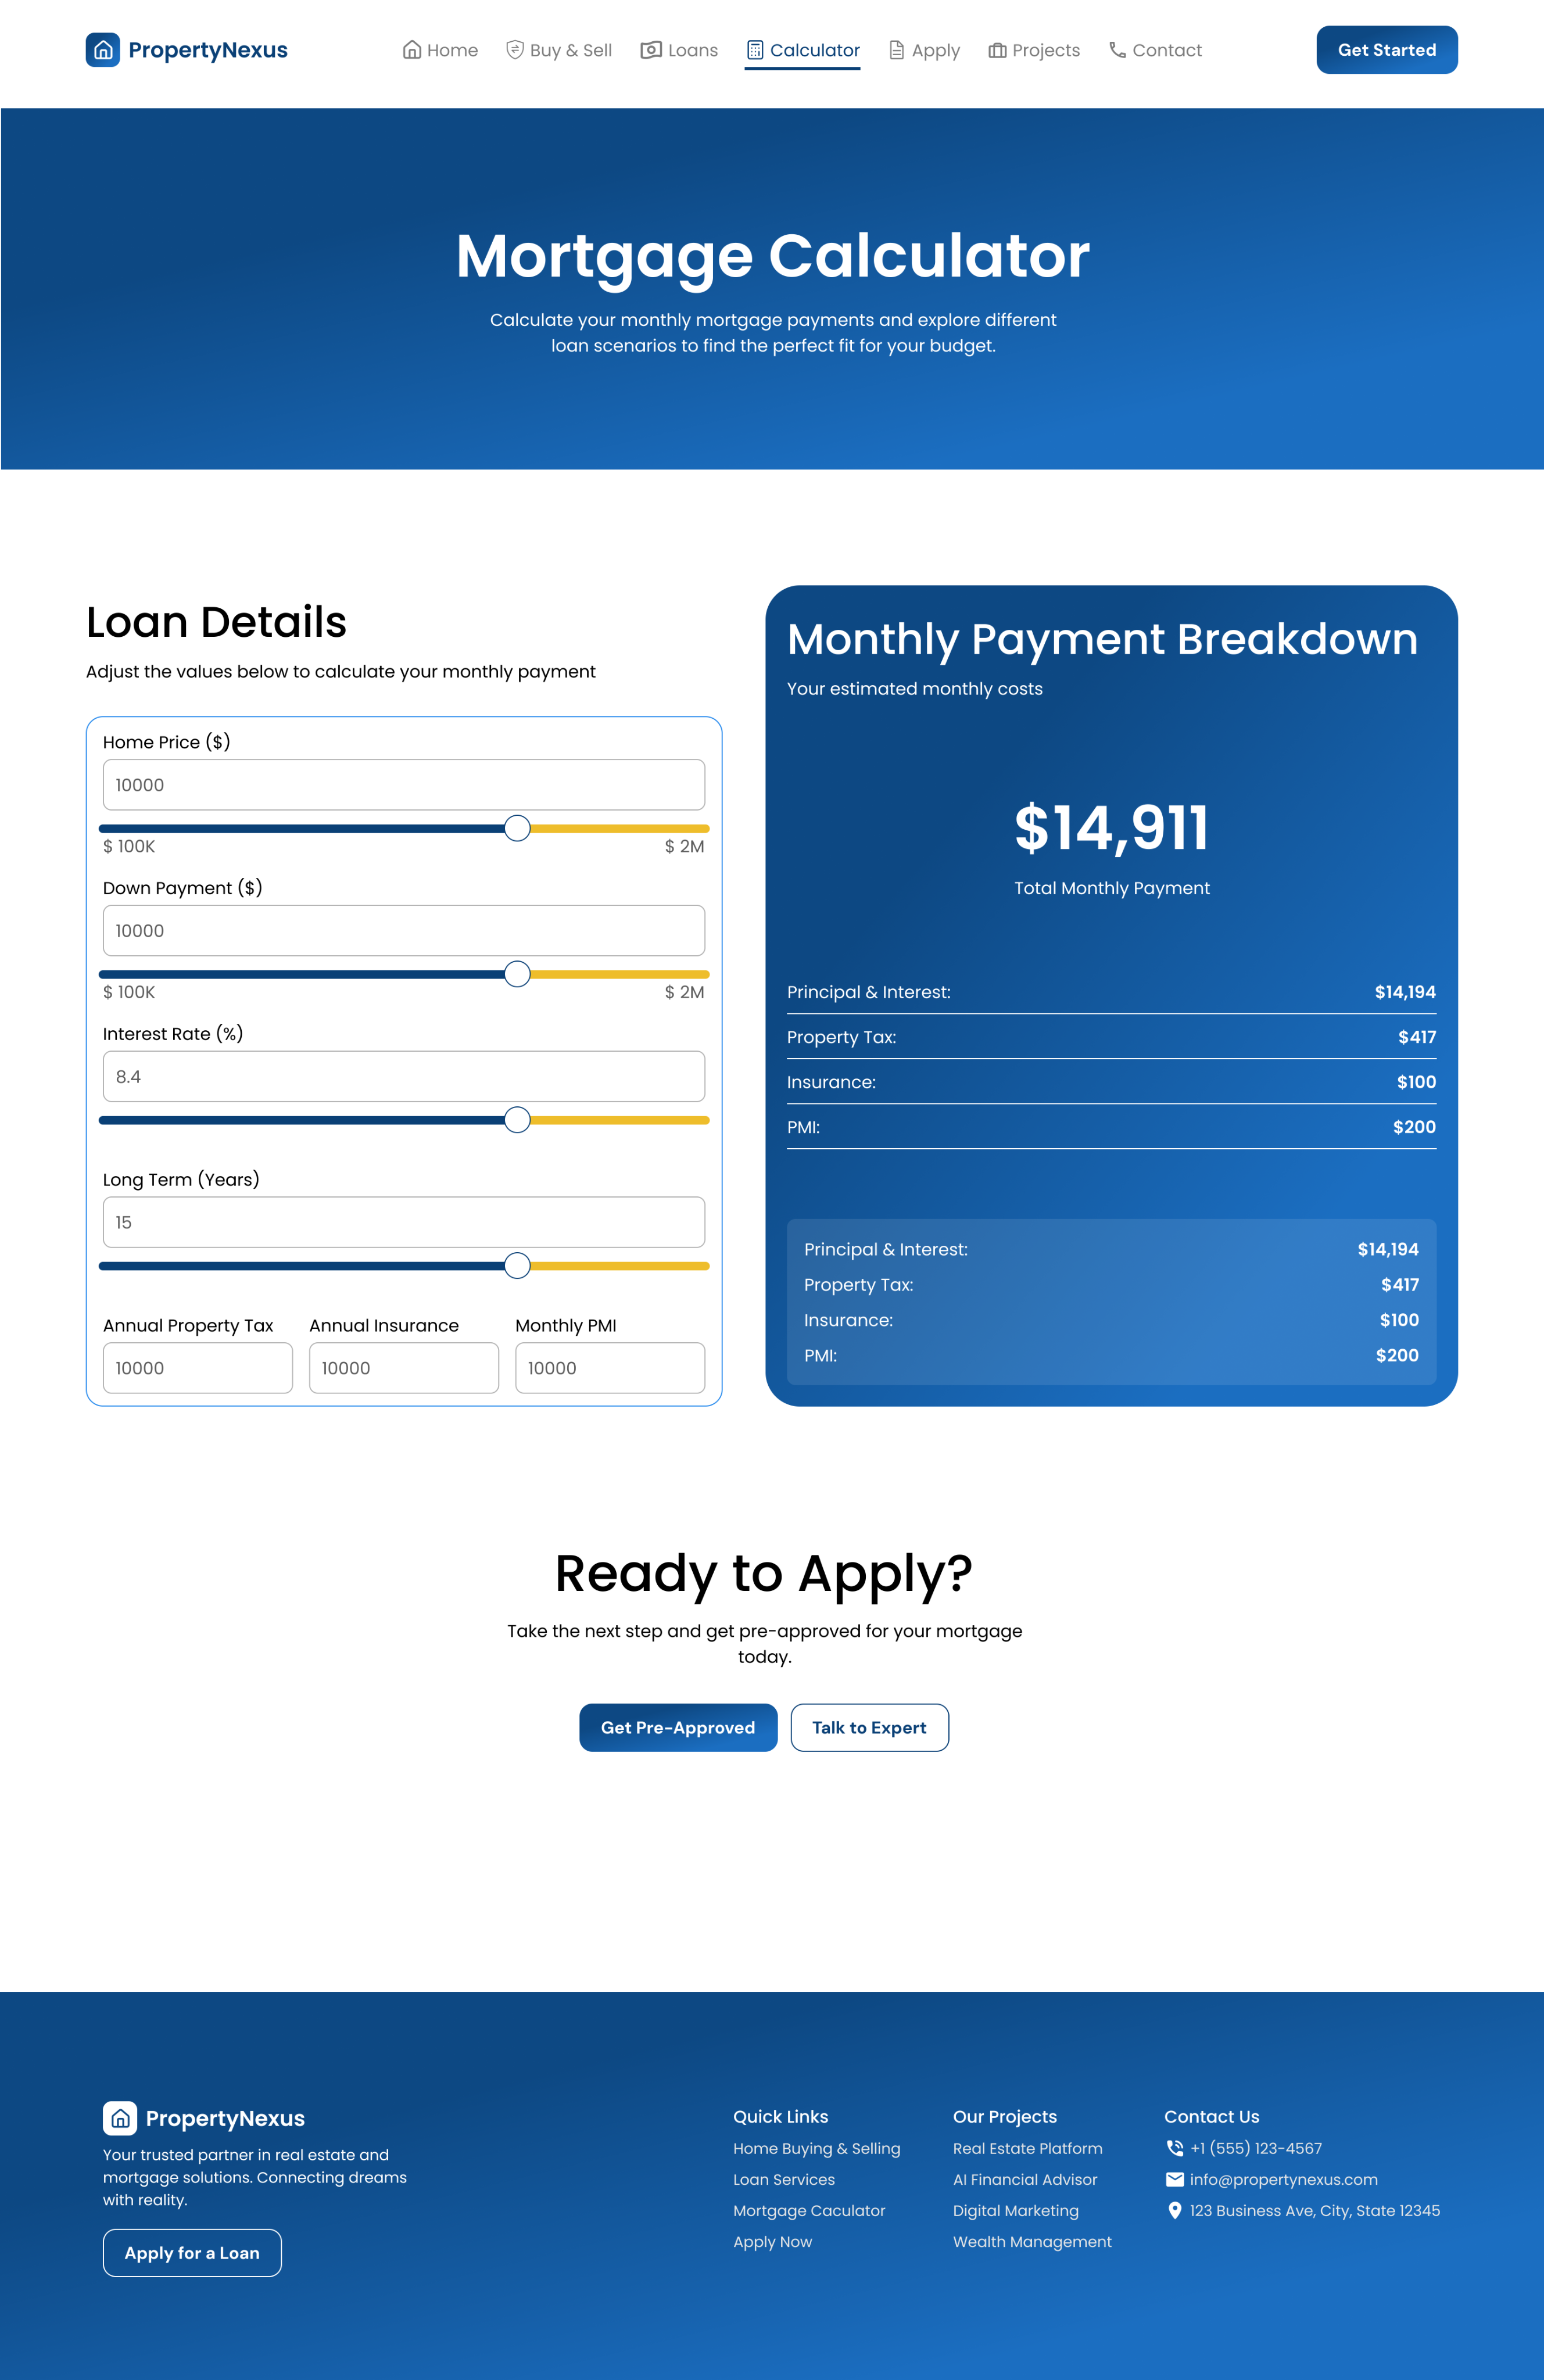 PropertyNexus
Home
Buy & Sell
Loans
Calculator
Apply
Projects
Contact
Get Started
Mortgage Calculator
Calculate your monthly mortgage payments and explore different
loan scenarios to find the perfect fit for your budget.
Loan Details
Adjust the values below to calculate your monthly payment
Home Price ($)
10000
$ 100K $ 2M
Down Payment ($)
10000
$ 100K $ 2M
Interest Rate (%)
8.4
Long Term (Years)
15
Annual Property Tax Annual Insurance Monthly PMI
10000 10000 10000
Monthly Payment Breakdown
Your estimated monthly costs
$14,911
Total Monthly Payment
Principal & Interest: $14,194
Property Tax: $417
Insurance: $100
PMI: $200
Principal & Interest: $14,194
Property Tax: $417
Insurance: $100
PMI: $200
Ready to Apply?
Take the next step and get pre-approved for your mortgage
today.
Get Pre-Approved
Talk to Expert
PropertyNexus
Your trusted partner in real estate and
mortgage solutions. Connecting dreams
with reality.
Apply for a Loan
Quick Links
Home Buying & Selling
Loan Services
Mortgage Caculator
Apply Now
Our Projects
Real Estate Platform
AI Financial Advisor
Digital Marketing
Wealth Management
Contact Us
+1 (555) 123-4567
info@propertynexus.com
123 Business Ave, City, State 12345